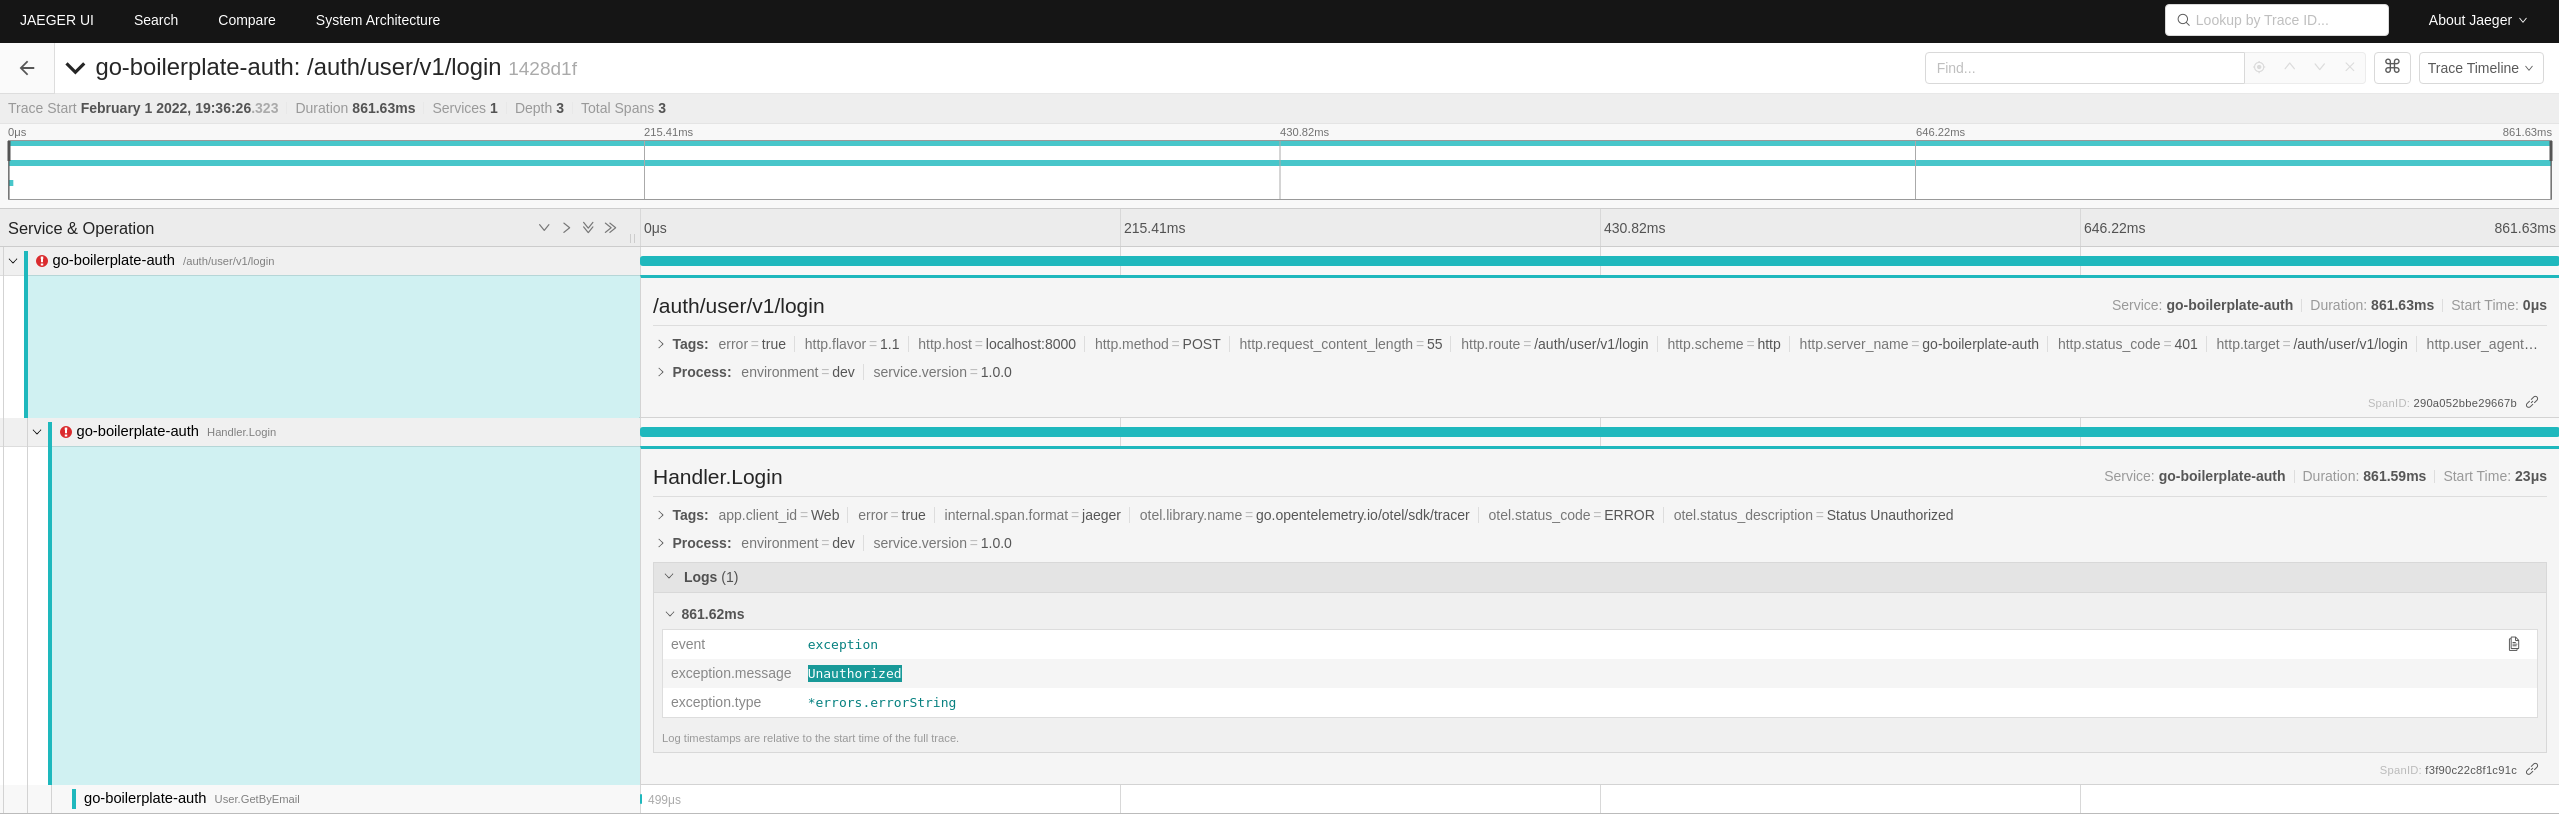 JAEGER UI Search Compare System Architecture Lookup by Trace ID... About Jaeger
go-boilerplate-auth: /auth/user/v1/login 1428d1f Find... ⌘ Trace Timeline
Trace Start February 1 2022, 19:36:26.323 Duration 861.63ms Services 1 Depth 3 Total Spans 3
0μs 215.41ms 430.82ms 646.22ms 861.63ms
Service & Operation 0μs 215.41ms 430.82ms 646.22ms 861.63ms
go-boilerplate-auth /auth/user/v1/login
/auth/user/v1/login Service: go-boilerplate-auth Duration: 861.63ms Start Time: 0μs
Tags: error = true http.flavor = 1.1 http.host = localhost:8000 http.method = POST http.request_content_length = 55 http.route = /auth/user/v1/login http.scheme = http http.server_name = go-boilerplate-auth http.status_code = 401 http.target = /auth/user/v1/login http.user_agent...
Process: environment = dev service.version = 1.0.0
SpanID: 290a052bbe29667b
go-boilerplate-auth Handler.Login
Handler.Login Service: go-boilerplate-auth Duration: 861.59ms Start Time: 23μs
Tags: app.client_id = Web error = true internal.span.format = jaeger otel.library.name = go.opentelemetry.io/otel/sdk/tracer otel.status_code = ERROR otel.status_description = Status Unauthorized
Process: environment = dev service.version = 1.0.0
Logs (1)
861.62ms
event exception
exception.message Unauthorized
exception.type *errors.errorString
Log timestamps are relative to the start time of the full trace.
SpanID: f3f90c22c8f1c91c
go-boilerplate-auth User.GetByEmail 499μs